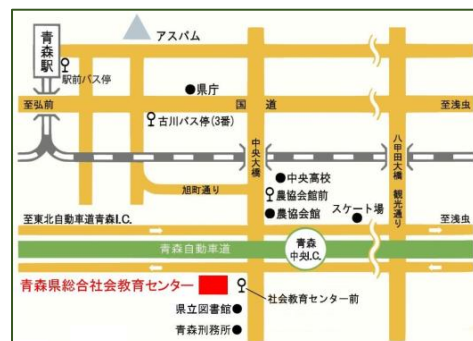 アスパム
青森駅
駅前バス停
県庁
至弘前
国道
至浅虫
古川バス停(3番)
中央大橋
八甲田大橋
観光通り
中央高校
農協会館前
旭町通り
農協会館
スケート場
至東北自動車道青森I.C.
至浅虫
青森自動車道
青森
中央I.C.
青森県総合社会教育センター
社会教育センター前
県立図書館
青森刑務所